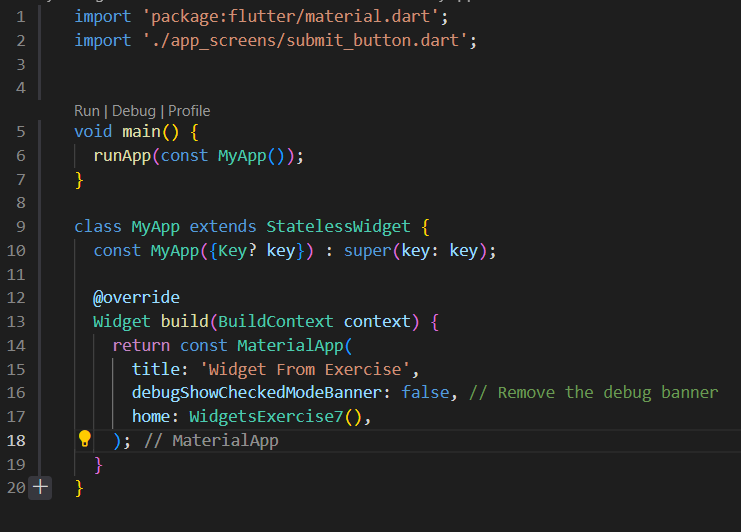 1 import 'package:flutter/material.dart';
2 import './app_screens/submit_button.dart';
3
4
Run | Debug | Profile
5 void main() {
6 runApp(const MyApp());
7 }
8
9 class MyApp extends StatelessWidget {
10 const MyApp({Key? key}) : super(key: key);
11
12 @override
13 Widget build(BuildContext context) {
14 return const MaterialApp(
15 title: 'Widget From Exercise',
16 debugShowCheckedModeBanner: false, // Remove the debug banner
17 home: WidgetsExercise7(),
18 ); // MaterialApp
19 }
20 }